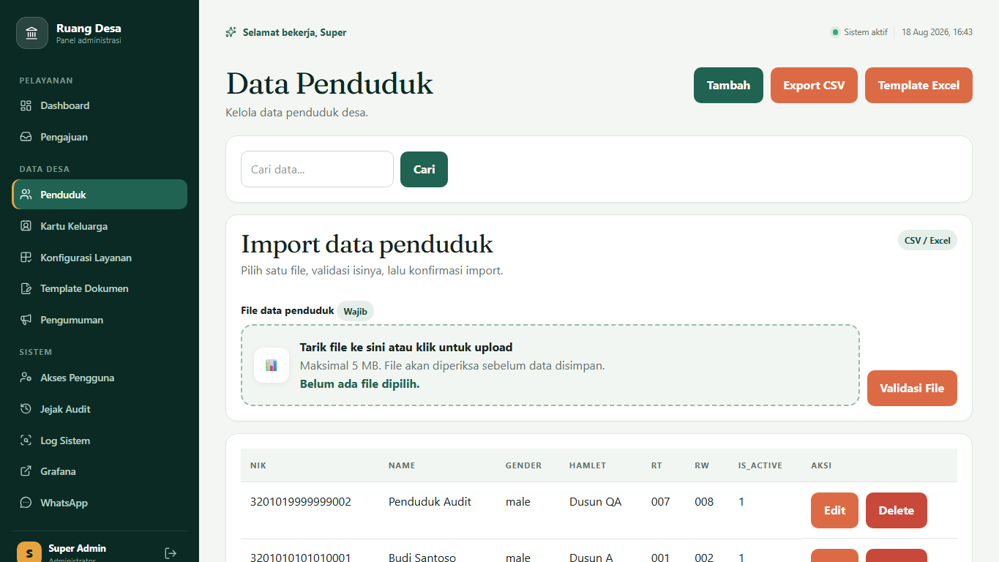 Ruang Desa
Panel administrasi
PELAYANAN
Dashboard
Pengajuan
DATA DESA
Penduduk
Kartu Keluarga
Konfigurasi Layanan
Template Dokumen
Pengumuman
SISTEM
Akses Pengguna
Jejak Audit
Log Sistem
Grafana
WhatsApp
S
Super Admin
Administrator
Selamat bekerja, Super
Sistem aktif
18 Aug 2026, 16:43
Data Penduduk
Kelola data penduduk desa.
Tambah
Export CSV
Template Excel
Cari data...
Cari
Import data penduduk
CSV / Excel
Pilih satu file, validasi isinya, lalu konfirmasi import.
File data penduduk Wajib
Tarik file ke sini atau klik untuk upload
Maksimal 5 MB. File akan diperiksa sebelum data disimpan.
Belum ada file dipilih.
Validasi File
NIK NAME GENDER HAMLET RT RW IS_ACTIVE AKSI
3201019999999002 Penduduk Audit male Dusun QA 007 008 1 Edit Delete
3201010101010001 Budi Santoso male Dusun A 001 002 1